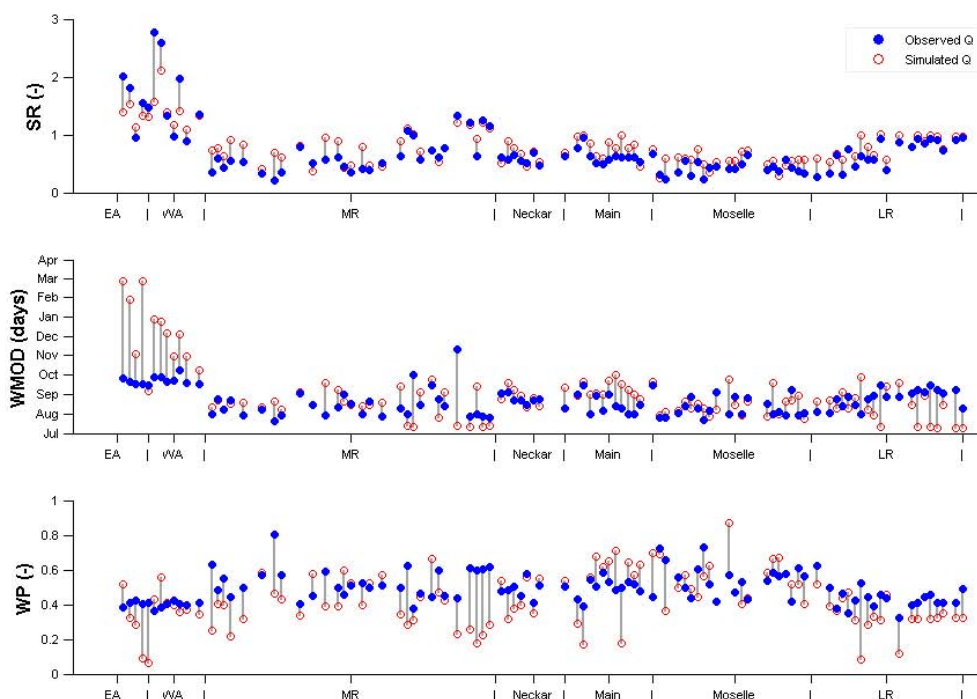 3
Observed Q
Simulated Q
2
SR (-)
1
0
EA | WA | MR | Neckar | Main | Moselle | LR |
Apr
Mar
Feb
Jan
Dec
Nov
Oct
Sep
Aug
Jul
WMOD (days)
EA | WA | MR | Neckar | Main | Moselle | LR |
1
0.8
0.6
0.4
0.2
0
WP (-)
EA | WA | MR | Neckar | Main | Moselle | LR |